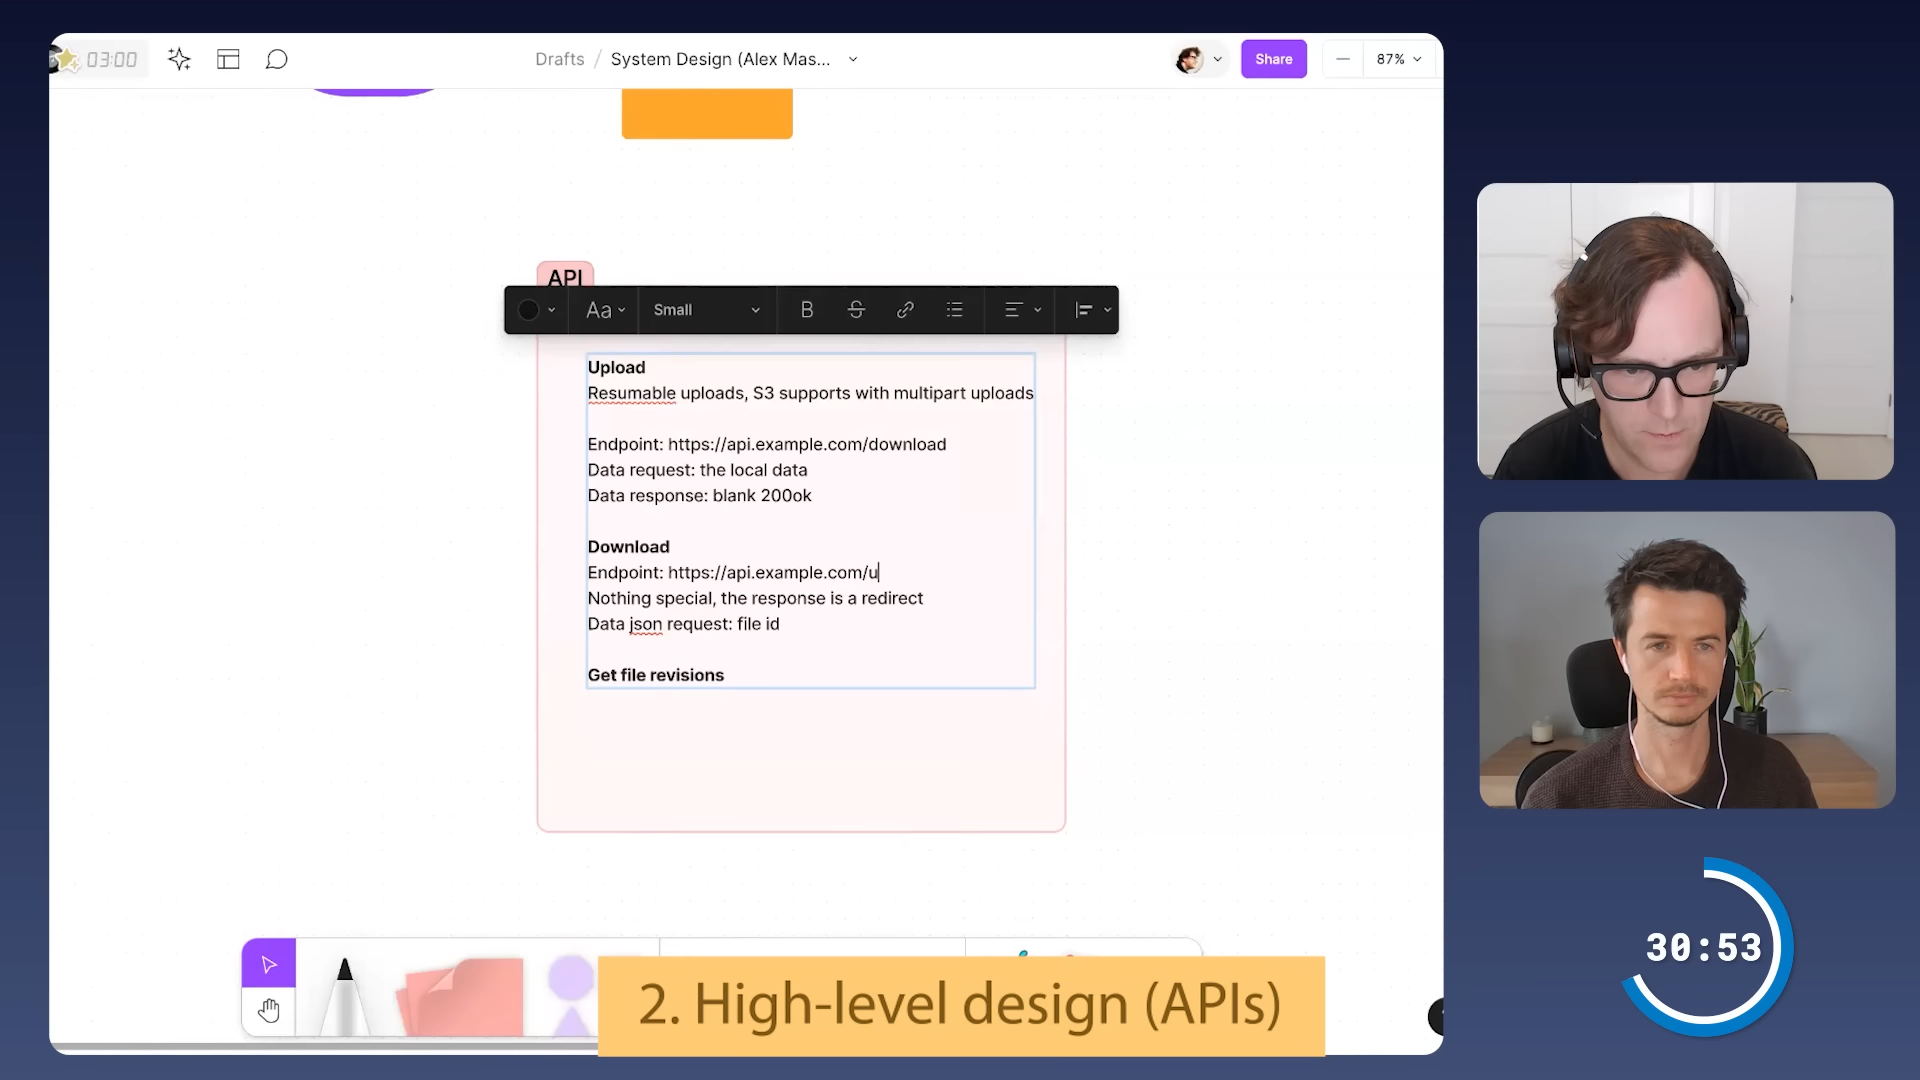 03:00
Drafts / System Design (Alex Mas...
Share
87%
API
Aa
Small
B
S
Upload
Resumable uploads, S3 supports with multipart uploads
Endpoint: https://api.example.com/download
Data request: the local data
Data response: blank 200ok
Download
Endpoint: https://api.example.com/u
Nothing special, the response is a redirect
Data json request: file id
Get file revisions
2. High-level design (APIs)
30:53